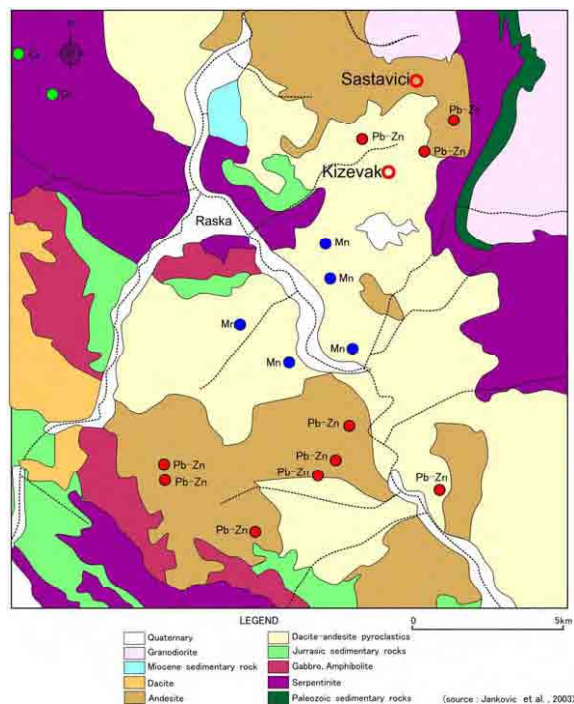 Cr
Cr
Sastavici
Pb-Zn
Pb-Zn
Pb-Zn
Kizevak
Raska
Mn
Mn
Mn
Mn
Mn
Pb-Zn
Pb-Zn
Pb-Zn
Pb-Zn
Pb-Zn
Pb-Zn
Pb-Zn
LEGEND
0 5km
Quaternary
Granodiorite
Miocene sedimentary rock
Dacite
Andesite
Dacite-andesite pyroclastics
Jurrasic sedimentary rocks
Gabbro, Amphibolite
Serpentinite
Paleozoic sedimentary rocks
(source : Jankovic et al. , 2003)